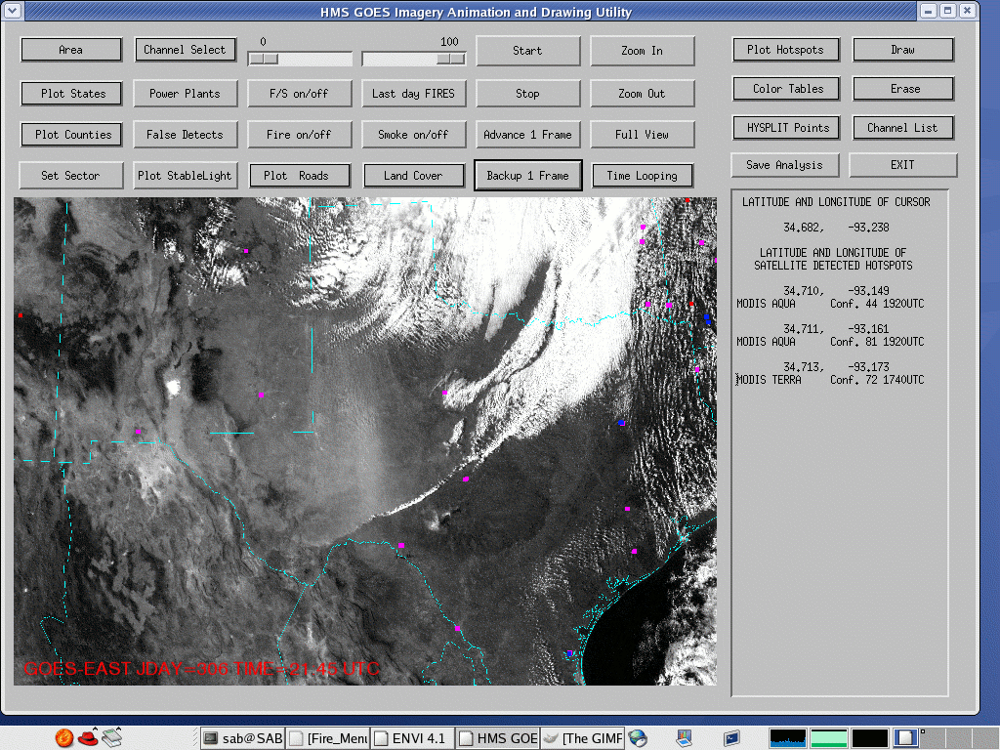 HMS GOES Imagery Animation and Drawing Utility
Area
Channel Select
0
100
Start
Zoom In
Plot Hotspots
Draw
Plot States
Power Plants
F/S on/off
Last day FIRES
Stop
Zoom Out
Color Tables
Erase
Plot Counties
False Detects
Fire on/off
Smoke on/off
Advance 1 Frame
Full View
HYSPLIT Points
Channel List
Set Sector
Plot StableLight
Plot Roads
Land Cover
Backup 1 Frame
Time Looping
Save Analysis
EXIT
LATITUDE AND LONGITUDE OF CURSOR
34.682, -93.238
LATITUDE AND LONGITUDE OF
SATELLITE DETECTED HOTSPOTS
34.710, -93.149
MODIS AQUA Conf. 44 1920UTC
34.711, -93.161
MODIS AQUA Conf. 81 1920UTC
34.713, -93.173
MODIS TERRA Conf. 72 1740UTC
GOES-EAST JDAY=306 TIME= 21:45 UTC
sab@SAB
[Fire_Menu
ENVI 4.1
HMS GOE
[The GIMP